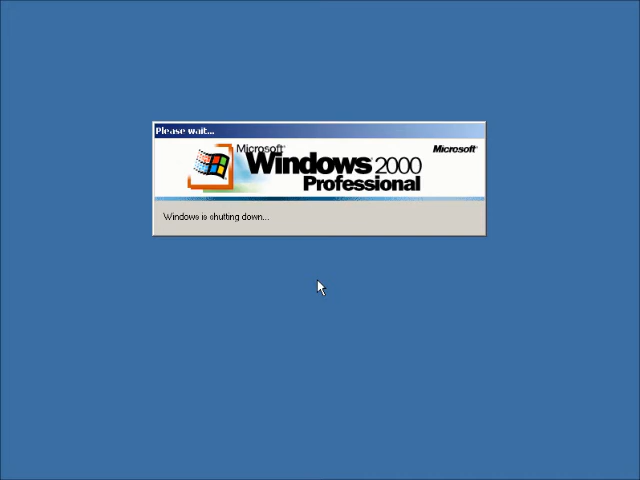 Please wait...
Microsoft®
Windows 2000
Professional
Microsoft®
Windows is shutting down...